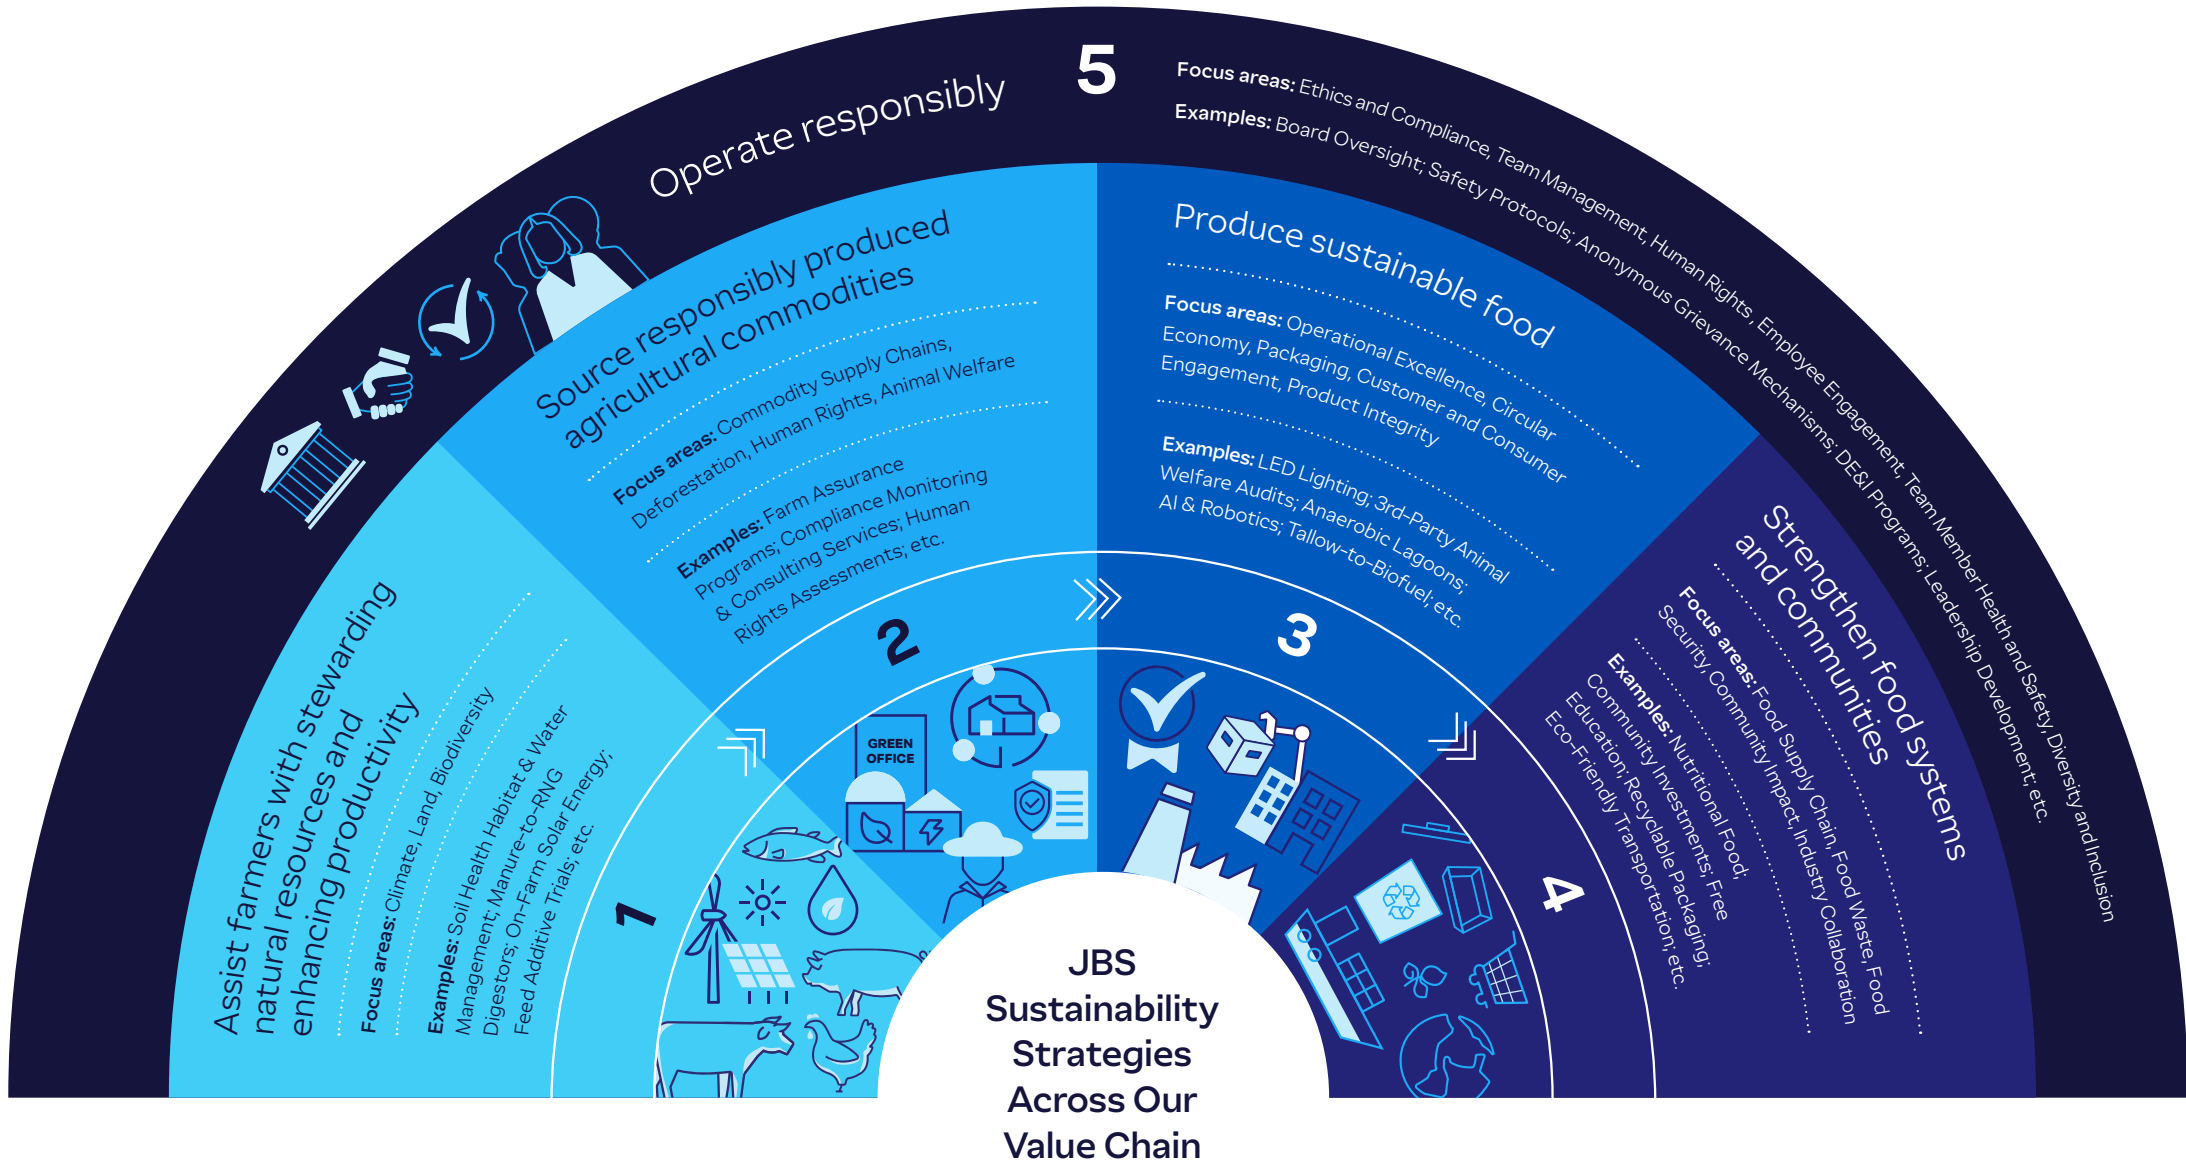 5
Operate responsibly
Focus areas: Ethics and Compliance, Team Management, Human Rights , Employee Engagement, Team Member Health and Safety, Diversity and Inclusion
Examples: Board Oversight; Safety Protocols; Anonymous Grievance Mechanisms; DE&I Programs; Leadership Development, etc.
1
Assist farmers with stewarding
natural resources and
enhancing productivity
Focus areas: Climate, Land, Biodiversity
Examples: Soil Health Habitat & Water
Management; Manure-to-RNG
Digestors; On-Farm Solar Energy;
Feed Additive Trials; etc.
2
Source responsibly produced
agricultural commodities
Focus areas: Commodity Supply Chains,
Deforestation, Human Rights, Animal Welfare
Examples: Farm Assurance
Programs; Compliance Monitoring
& Consulting Services; Human
Rights Assessments; etc.
GREEN
OFFICE
3
Produce sustainable food
Focus areas: Operational Excellence, Circular
Economy, Packaging, Customer and Consumer
Engagement, Product Integrity
Examples: LED Lighting; 3rd-Party Animal
Welfare Audits; Anaerobic Lagoons;
AI & Robotics; Tallow-to-Biofuel; etc.
4
Strengthen food systems
and communities
Focus areas: Food Supply Chain, Food Waste, Food
Security, Community Impact, Industry Collaboration
Examples: Nutritional Food;
Community Investments; Free
Education; Recyclable Packaging;
Eco-Friendly Transportation; etc.
JBS
Sustainability
Strategies
Across Our
Value Chain